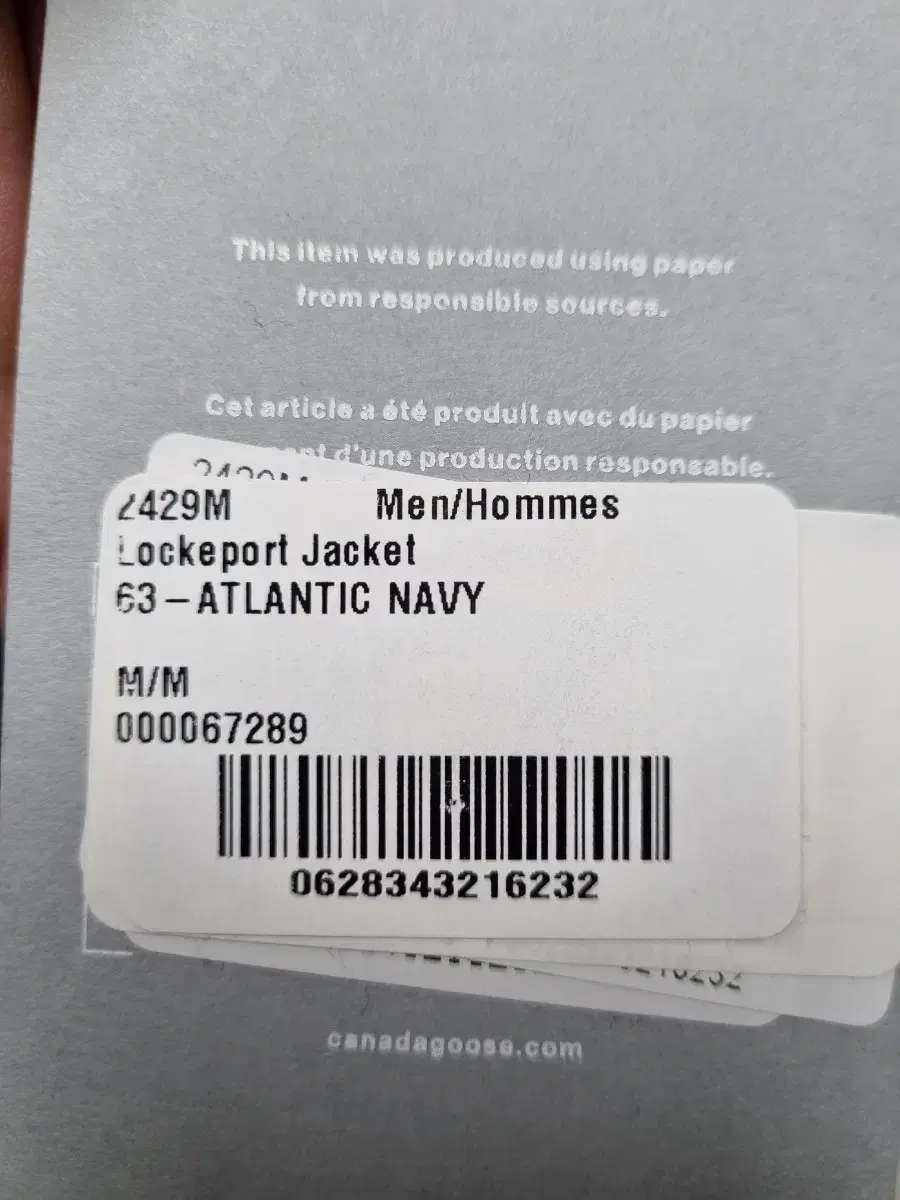 This item was produced using paper
from responsible sources.
Cet article a été produit avec du papier
d'une production responsable.
2429M
2429M Men/Hommes
Lockeport Jacket
63 – ATLANTIC NAVY
M/M
000067289
0628343216232
canadagoose.com